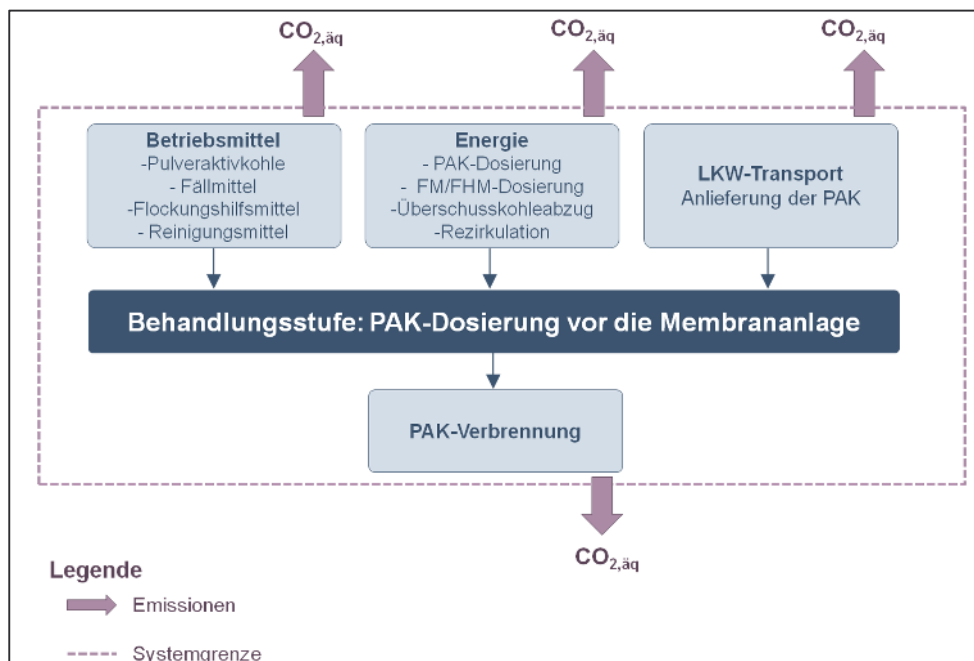 CO2,äq CO2,äq CO2,äq
Betriebsmittel
-Pulveraktivkohle
- Fällmittel
-Flockungshilfsmittel
- Reinigungsmittel
Energie
- PAK-Dosierung
- FM/FHM-Dosierung
-Überschusskohleabzug
-Rezirkulation
LKW-Transport
Anlieferung der PAK
Behandlungsstufe: PAK-Dosierung vor die Membrananlage
PAK-Verbrennung
CO2,äq
Legende
Emissionen
Systemgrenze